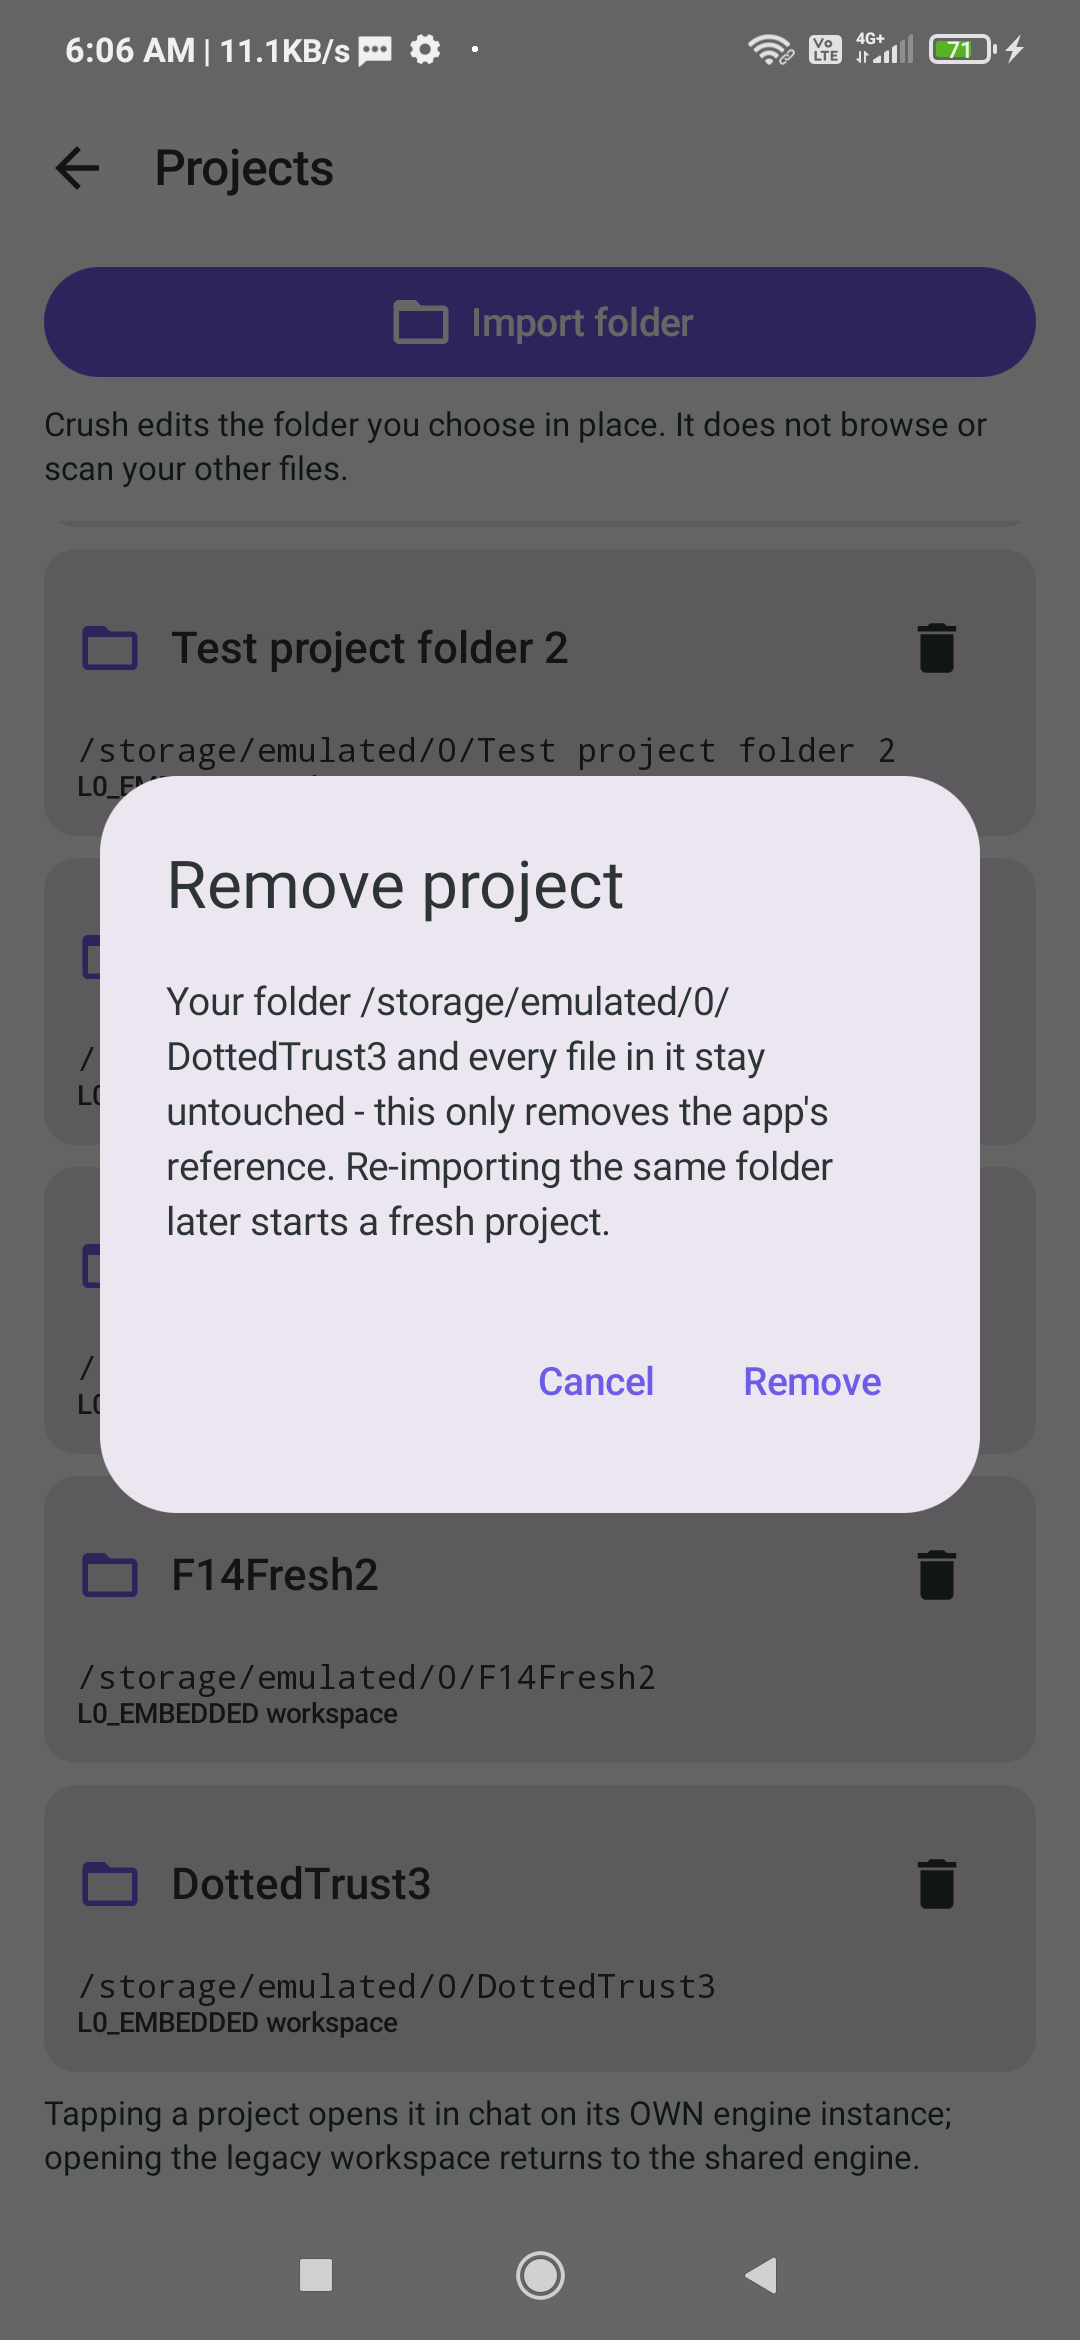 6:06 AM | 11.1KB/s
Vo LTE
4G+
71
Projects
Import folder
Crush edits the folder you choose in place. It does not browse or
scan your other files.
Test project folder 2
/storage/emulated/0/Test project folder 2
Remove project
Your folder /storage/emulated/0/
DottedTrust3 and every file in it stay
untouched - this only removes the app's
reference. Re-importing the same folder
later starts a fresh project.
Cancel
Remove
F14Fresh2
/storage/emulated/0/F14Fresh2
L0_EMBEDDED workspace
DottedTrust3
/storage/emulated/0/DottedTrust3
L0_EMBEDDED workspace
Tapping a project opens it in chat on its OWN engine instance;
opening the legacy workspace returns to the shared engine.